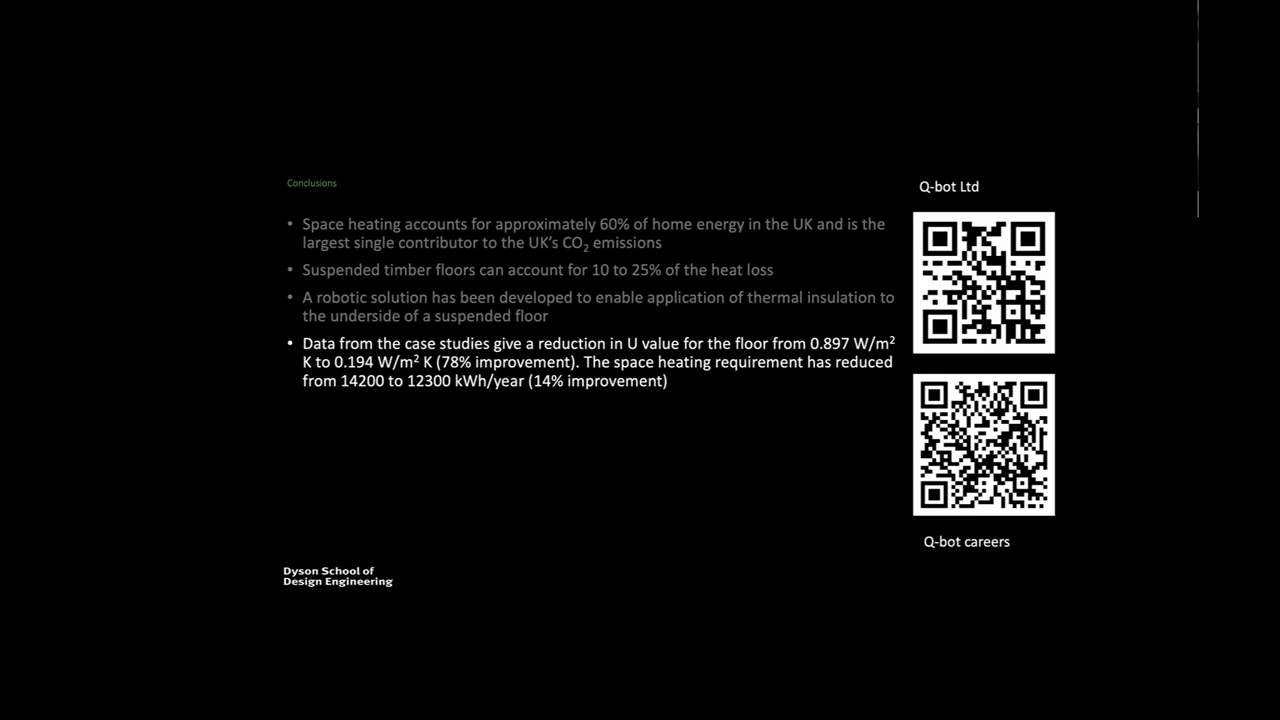 Conclusions
Q-bot Ltd
• Space heating accounts for approximately 60% of home energy in the UK and is the
largest single contributor to the UK’s CO₂ emissions
• Suspended timber floors can account for 10 to 25% of the heat loss
• A robotic solution has been developed to enable application of thermal insulation to
the underside of a suspended floor
• Data from the case studies give a reduction in U value for the floor from 0.897 W/m²
K to 0.194 W/m² K (78% improvement). The space heating requirement has reduced
from 14200 to 12300 kWh/year (14% improvement)
Q-bot careers
Dyson School of
Design Engineering